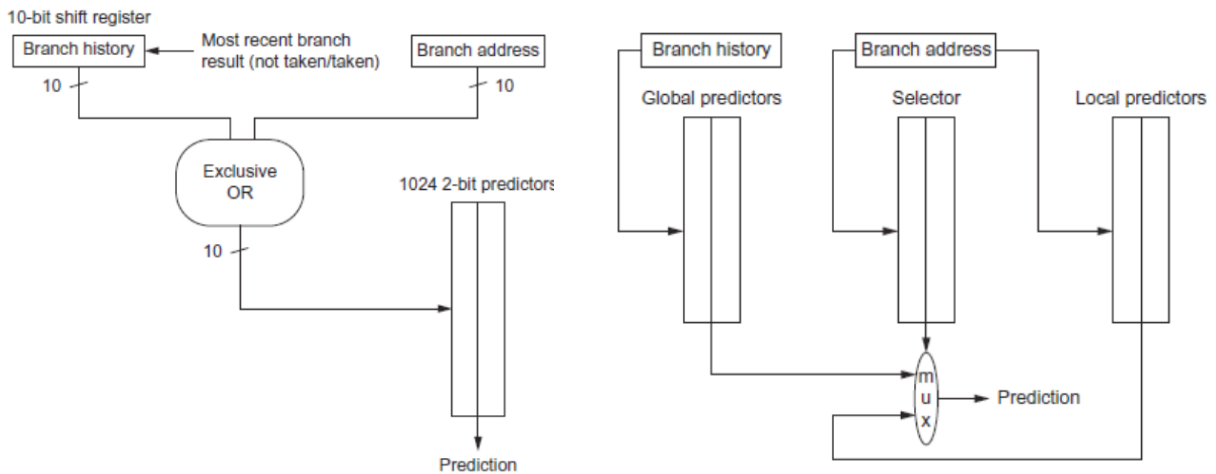 10-bit shift register
Branch history
Most recent branch
result (not taken/taken)
Branch address
10
10
Exclusive
OR
1024 2-bit predictors
10
Prediction
Branch history
Branch address
Global predictors
Selector
Local predictors
m
u
x
Prediction